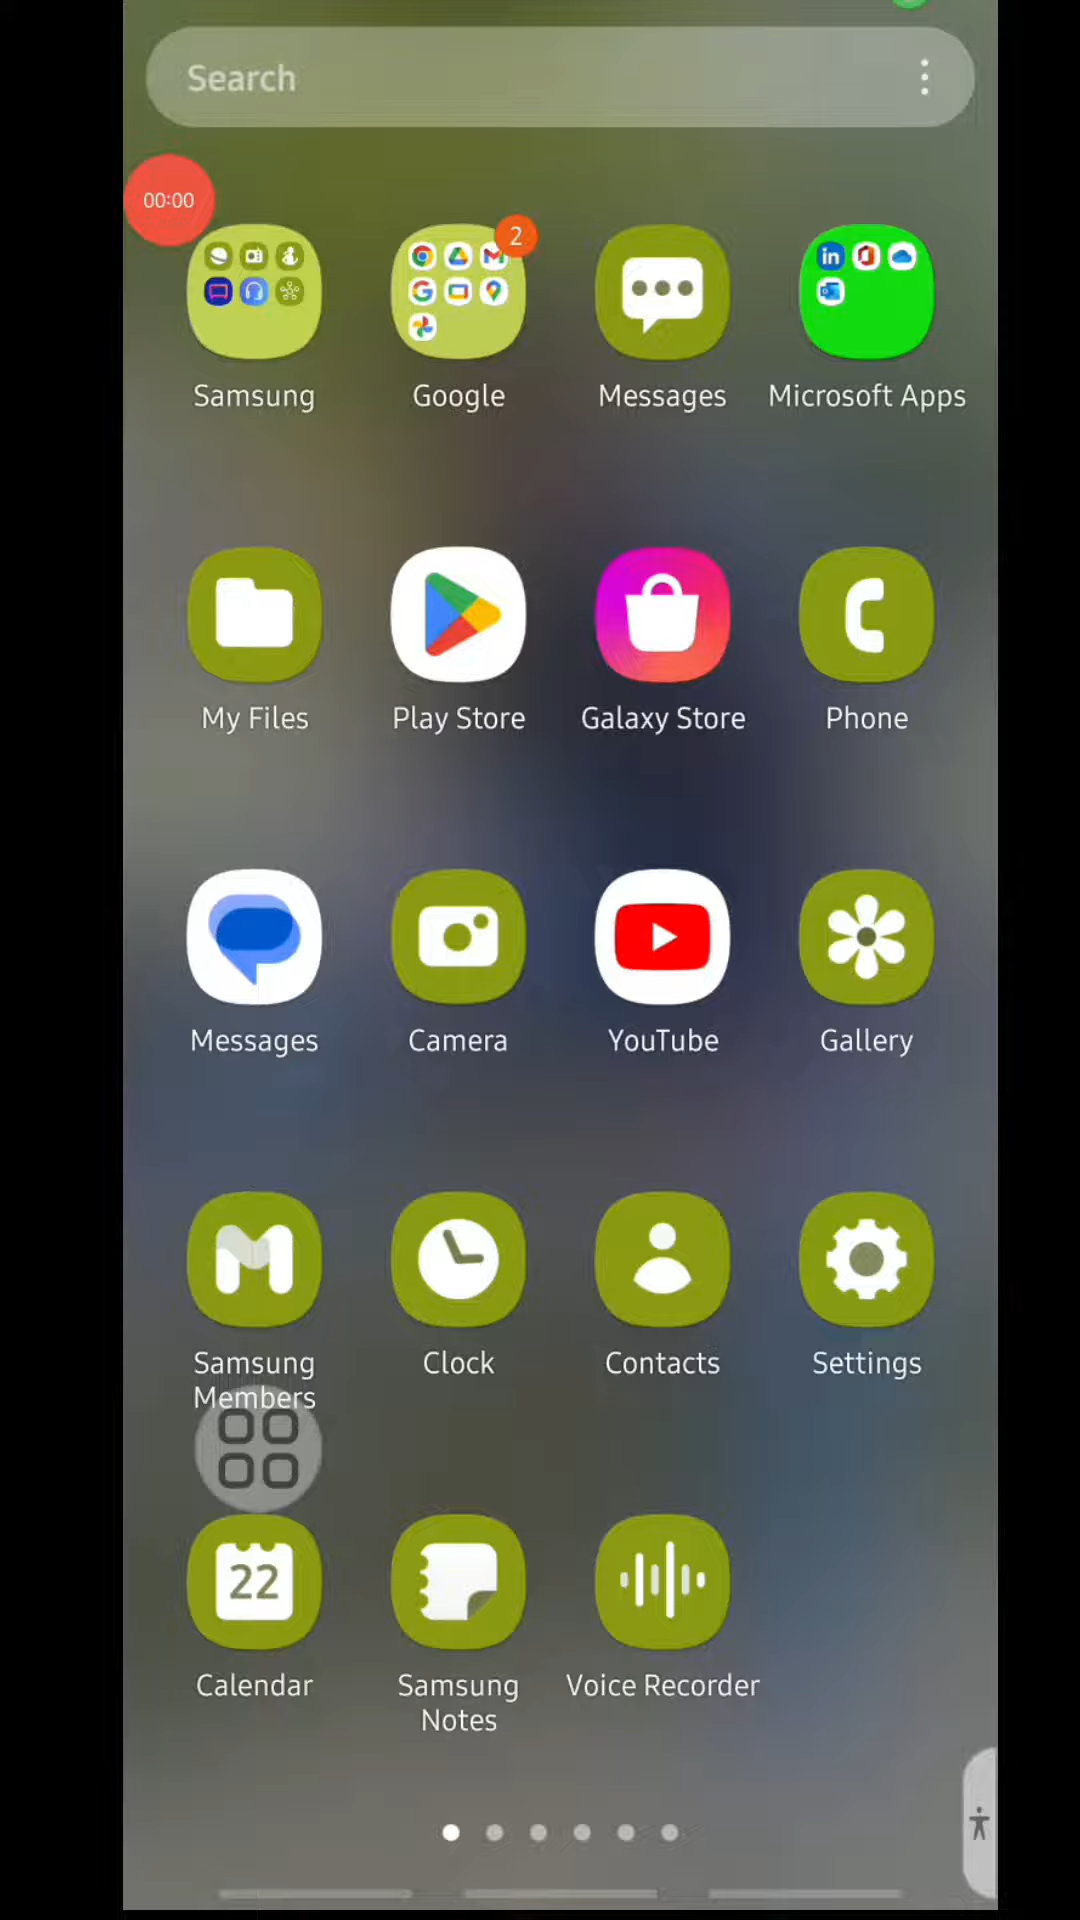 Search
00:00
2
Samsung
Google
Messages
Microsoft Apps
My Files
Play Store
Galaxy Store
Phone
Messages
Camera
YouTube
Gallery
Samsung
Members
Clock
Contacts
Settings
22
Calendar
Samsung
Notes
Voice Recorder